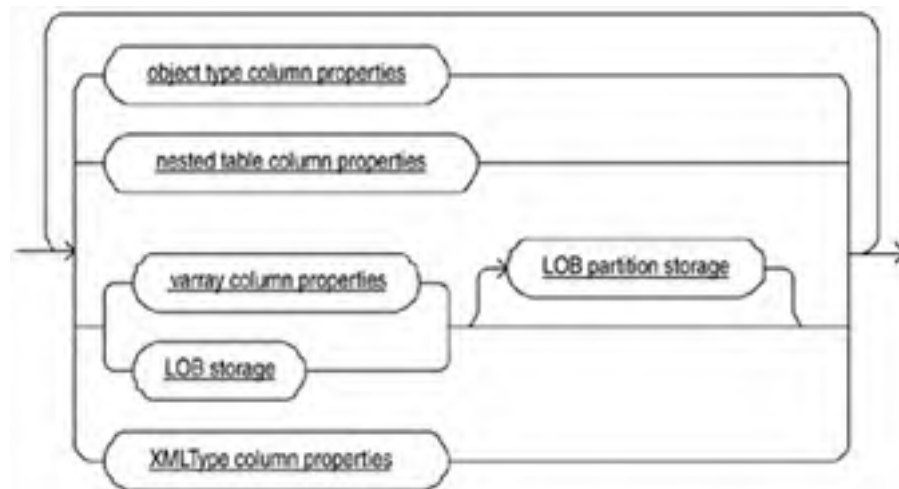 object type column properties
nested table column properties
LOB partition storage
varray column properties
LOB storage
XMLType column properties